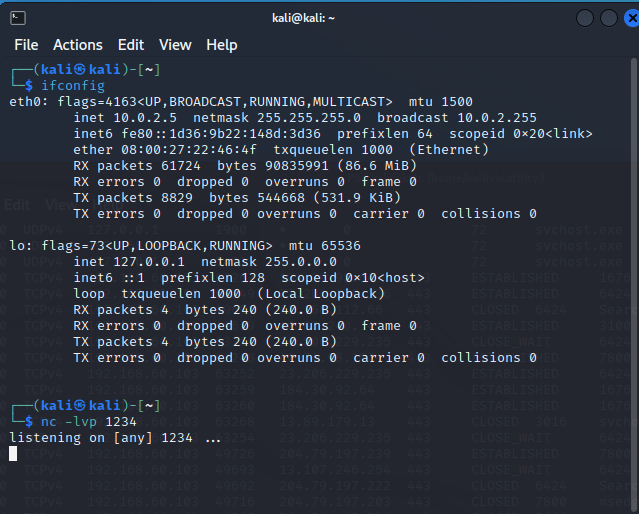 kali@kali: ~
File Actions Edit View Help
┌──(kali㉿kali)-[~]
└─$ ifconfig
eth0: flags=4163<UP,BROADCAST,RUNNING,MULTICAST>  mtu 1500
        inet 10.0.2.5  netmask 255.255.255.0  broadcast 10.0.2.255
        inet6 fe80::1d36:9b22:148d:3d36  prefixlen 64  scopeid 0×20<link>
        ether 08:00:27:22:46:4f  txqueuelen 1000  (Ethernet)
        RX packets 61724  bytes 90835991 (86.6 MiB)
        RX errors 0  dropped 0  overruns 0  frame 0
        TX packets 8829  bytes 544668 (531.9 KiB)
        TX errors 0  dropped 0 overruns 0  carrier 0  collisions 0
lo: flags=73<UP,LOOPBACK,RUNNING>  mtu 65536
        inet 127.0.0.1  netmask 255.0.0.0
        inet6 ::1  prefixlen 128  scopeid 0×10<host>
        loop  txqueuelen 1000  (Local Loopback)
        RX packets 4  bytes 240 (240.0 B)
        RX errors 0  dropped 0  overruns 0  frame 0
        TX packets 4  bytes 240 (240.0 B)
        TX errors 0  dropped 0 overruns 0  carrier 0  collisions 0
┌──(kali㉿kali)-[~]
└─$ nc -lvp 1234
listening on [any] 1234 ...